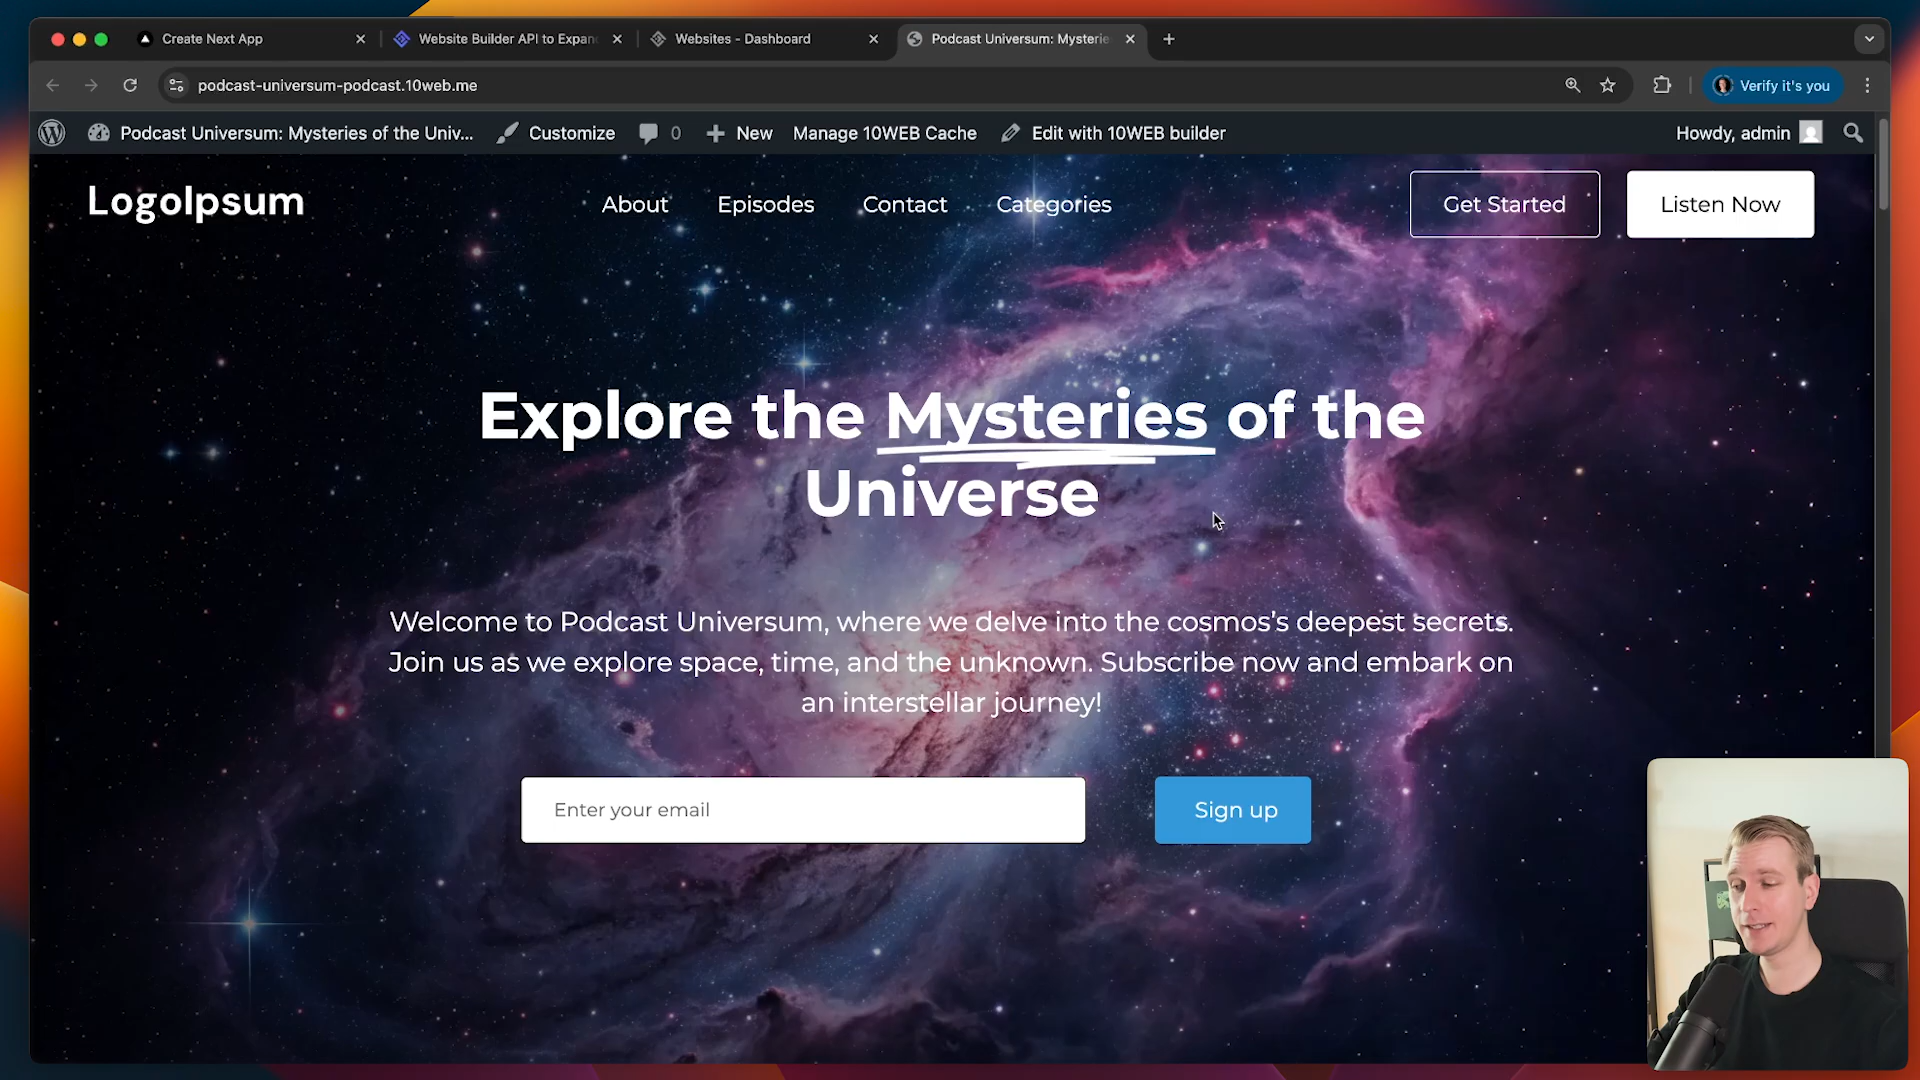 Create Next App
Website Builder API to Expan
Websites - Dashboard
Podcast Universum: Mysterie
podcast-universum-podcast.10web.me
Verify it's you
Podcast Universum: Mysteries of the Univ...
Customize
0
New
Manage 10WEB Cache
Edit with 10WEB builder
Howdy, admin
LogoIpsum
About
Episodes
Contact
Categories
Get Started
Listen Now
Explore the Mysteries of the
Universe
Welcome to Podcast Universum, where we delve into the cosmos's deepest secrets.
Join us as we explore space, time, and the unknown. Subscribe now and embark on
an interstellar journey!
Enter your email
Sign up